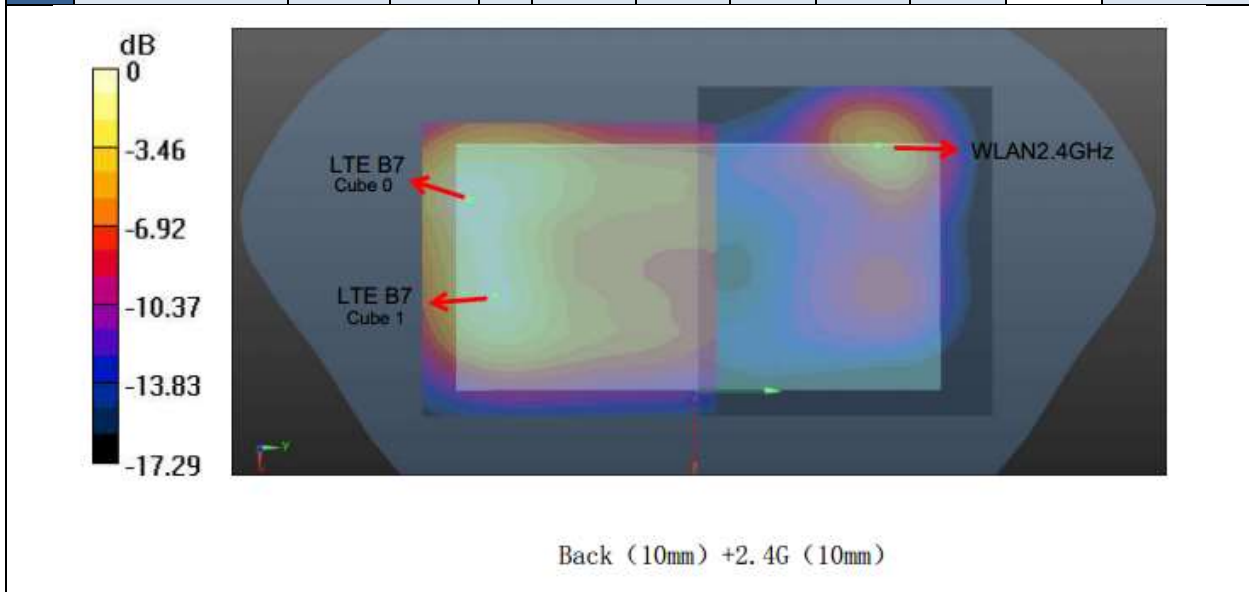 dB
0
-3.46
-6.92
-10.37
-13.83
-17.29
LTE B7
Cube 0
LTE B7
Cube 1
WLAN2.4GHz
Y
Back（10mm）+2.4G（10mm）